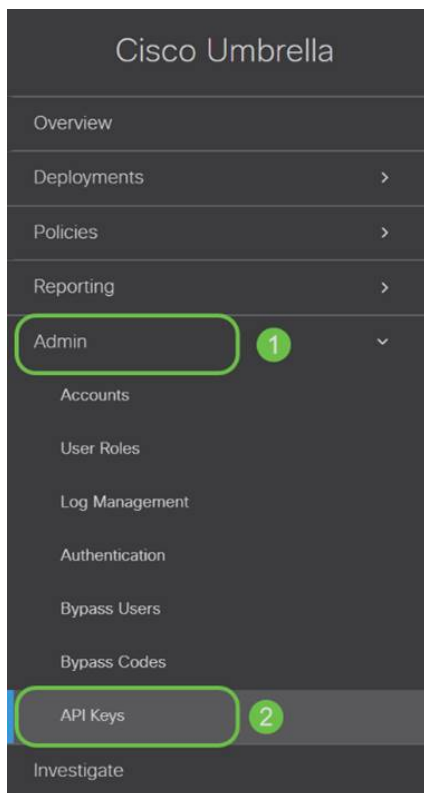 Cisco Umbrella
Overview
Deployments
Policies
Reporting
Admin 1
Accounts
User Roles
Log Management
Authentication
Bypass Users
Bypass Codes
API Keys 2
Investigate